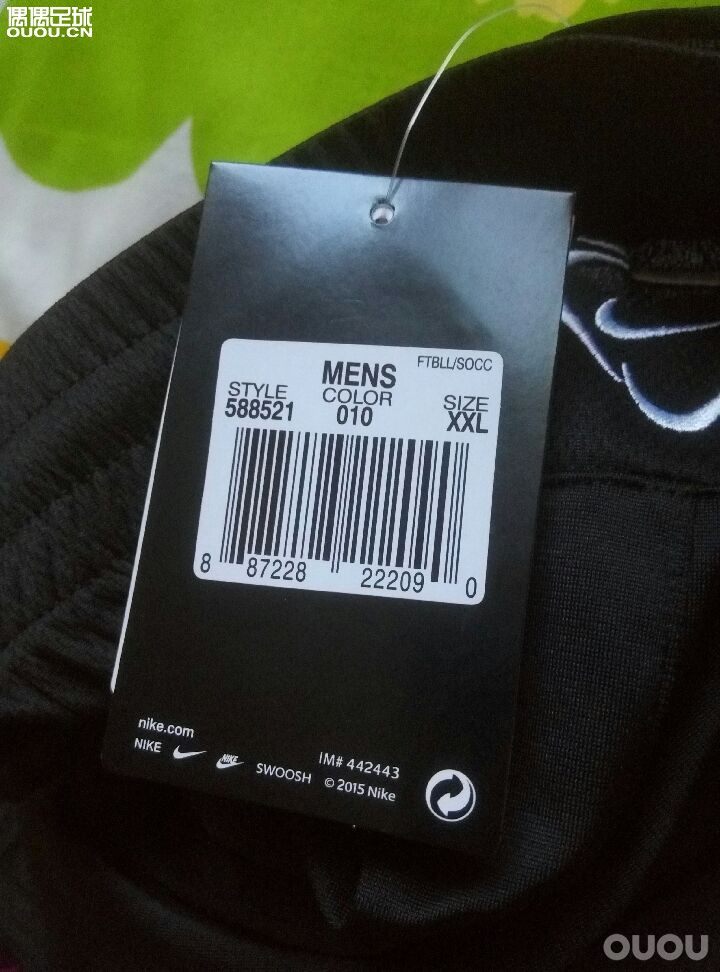 偶偶足球
OUOU.CN
MENS
FTBLL/SOCC
STYLE
588521
COLOR
010
SIZE
XXL
8 87228 22209 0
nike.com
NIKE NIKE SWOOSH
IM# 442443
© 2015 Nike
OUOU